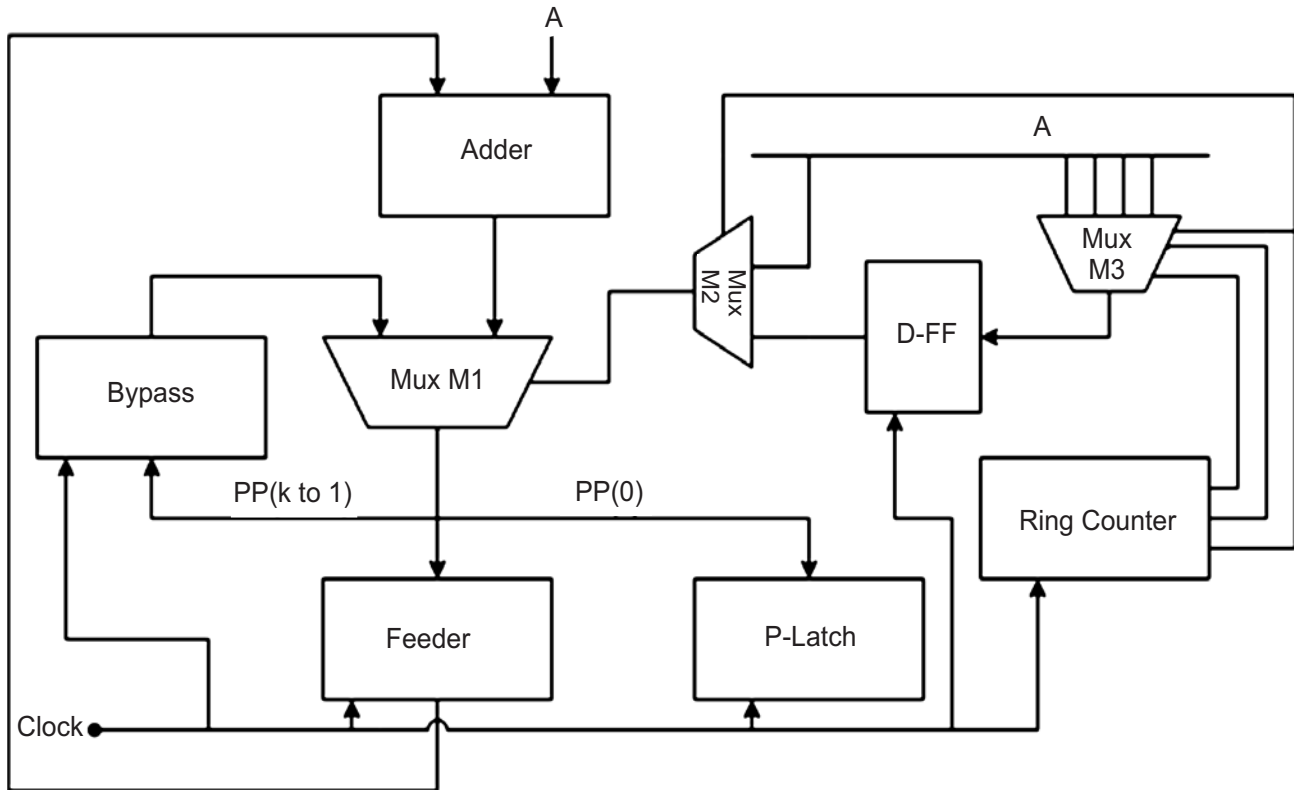 A
Adder
A
Mux
M3
Mux
M2
D-FF
Mux M1
Bypass
PP(k to 1)
PP(0)
Ring Counter
Feeder
P-Latch
Clock